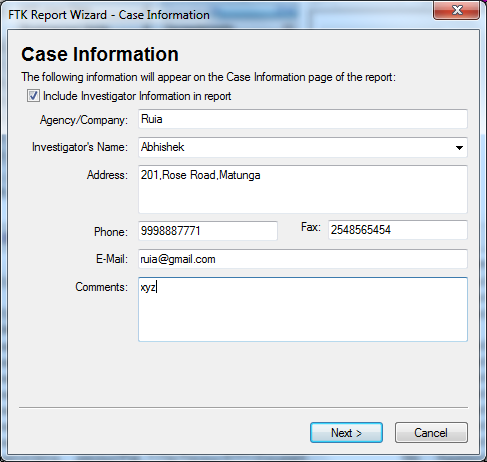 FTK Report Wizard - Case Information
Case Information
The following information will appear on the Case Information page of the report:
Include Investigator Information in report
Agency/Company: Ruia
Investigator's Name: Abhishek
Address: 201,Rose Road,Matunga
Phone: 9998887771 Fax: 2548565454
E-Mail: ruia@gmail.com
Comments: xyz
Next > Cancel